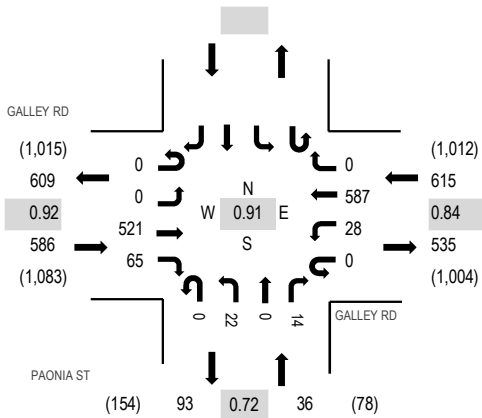 GALLEY RD
(1,015)
609
0.92
586
(1,083)
0
0
521
65
N
W 0.91 E
S
0
587
28
0
(1,012)
615
0.84
535
(1,004)
0 22 0 14
GALLEY RD
PAONIA ST
(154) 93 0.72 36 (78)